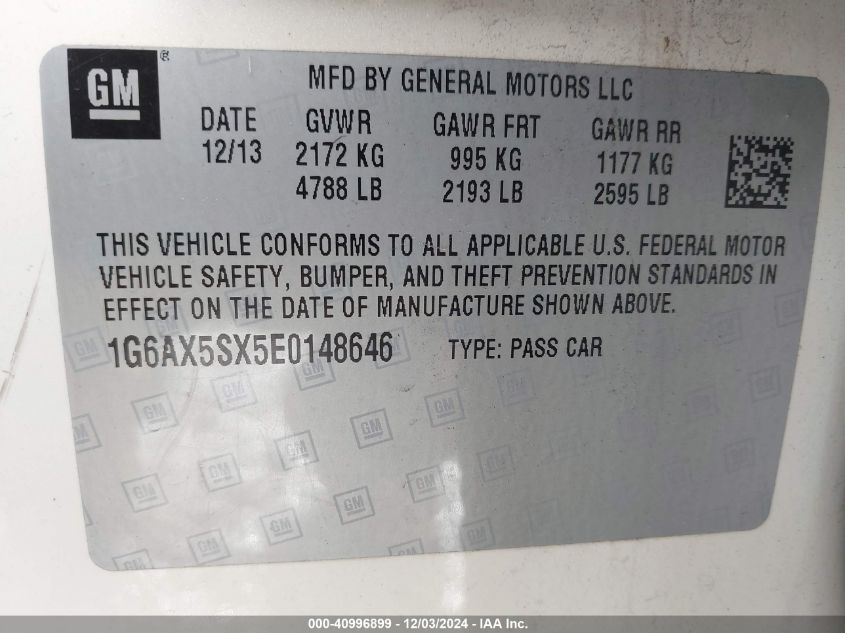 GM ®
MFD BY GENERAL MOTORS LLC
DATE GVWR GAWR FRT GAWR RR
12/13 2172 KG 995 KG 1177 KG
4788 LB 2193 LB 2595 LB
THIS VEHICLE CONFORMS TO ALL APPLICABLE U.S. FEDERAL MOTOR
VEHICLE SAFETY, BUMPER, AND THEFT PREVENTION STANDARDS IN
EFFECT ON THE DATE OF MANUFACTURE SHOWN ABOVE.
1G6AX5SX5E0148646 TYPE: PASS CAR
000-40996899 - 12/03/2024 - IAA Inc.